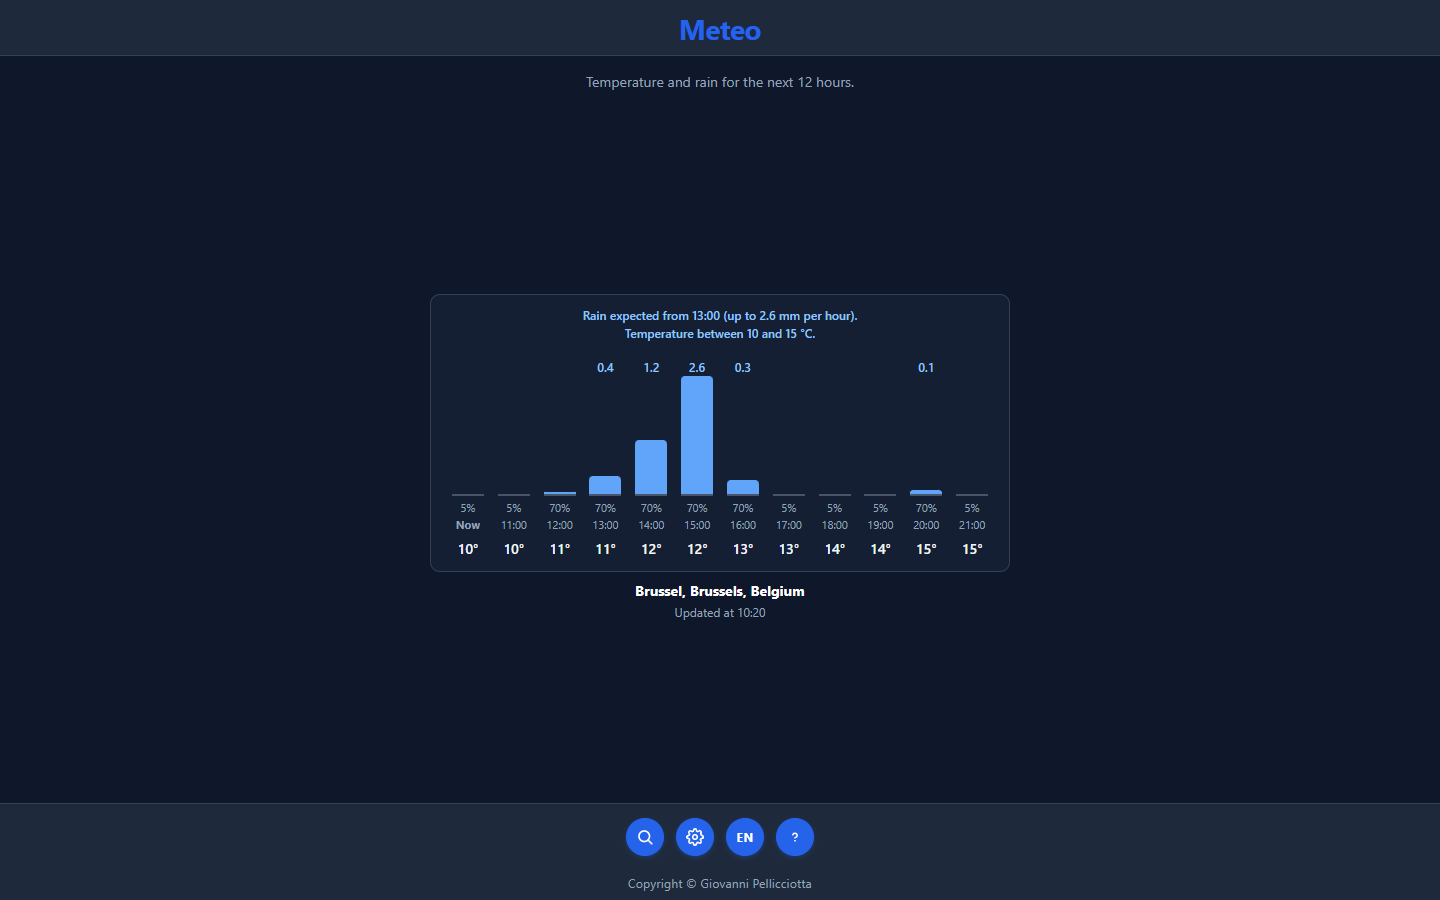 Meteo
Temperature and rain for the next 12 hours.
Rain expected from 13:00 (up to 2.6 mm per hour).
Temperature between 10 and 15 °C.
0.4 1.2 2.6 0.3 0.1
5% 5% 70% 70% 70% 70% 70% 5% 5% 5% 70% 5%
Now 11:00 12:00 13:00 14:00 15:00 16:00 17:00 18:00 19:00 20:00 21:00
10° 10° 11° 11° 12° 12° 13° 13° 14° 14° 15° 15°
Brussel, Brussels, Belgium
Updated at 10:20
EN ?
Copyright © Giovanni Pellicciotta